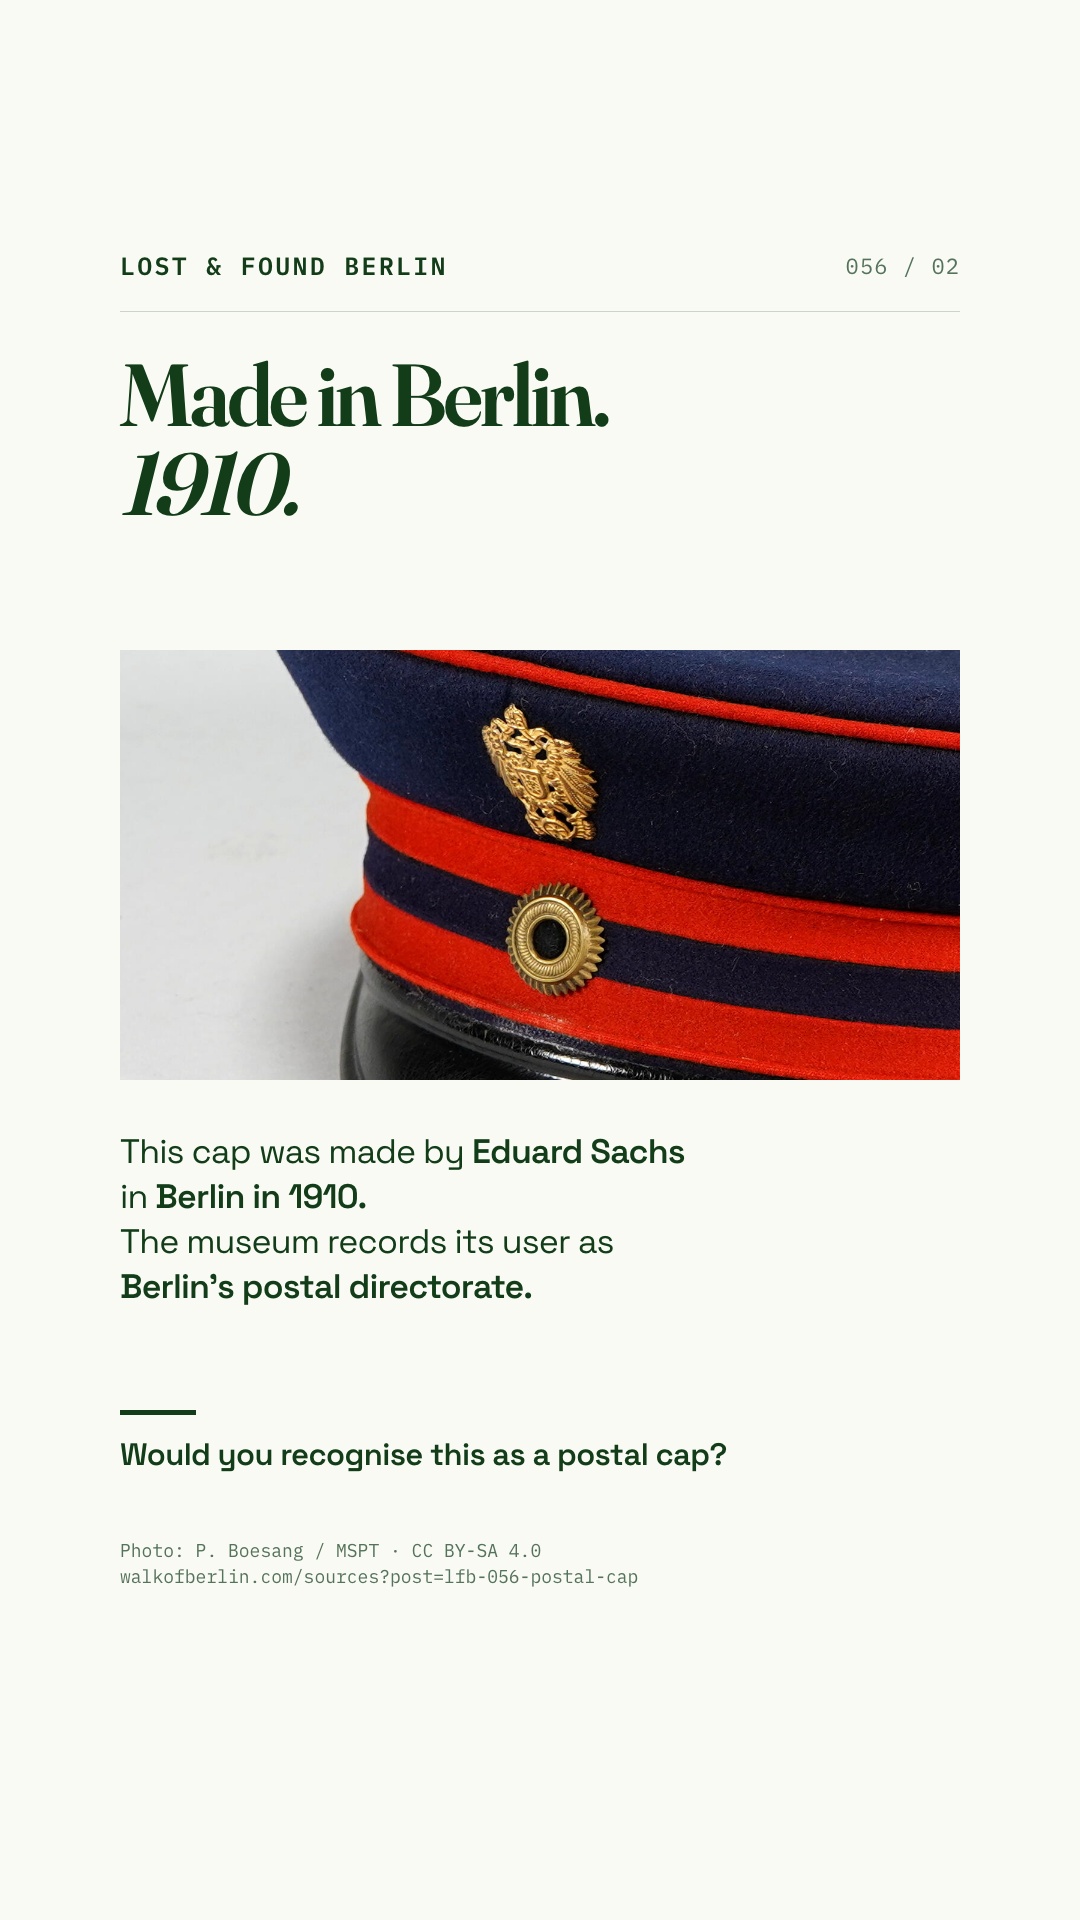 LOST & FOUND BERLIN
056 / 02
Made in Berlin.
1910.
This cap was made by Eduard Sachs
in Berlin in 1910.
The museum records its user as
Berlin’s postal directorate.
Would you recognise this as a postal cap?
Photo: P. Boesang / MSPT · CC BY-SA 4.0
walkofberlin.com/sources?post=lfb-056-postal-cap